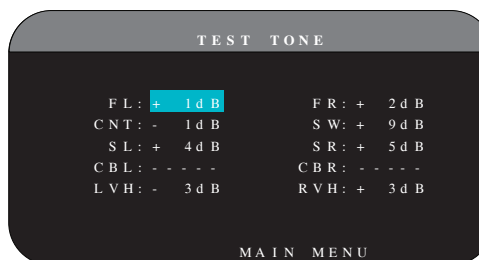 TEST TONE
FL: + 1dB FR: + 2dB
CNT: - 1dB SW: + 9dB
SL: + 4dB SR: + 5dB
CBL: - - - - - CBR: - - - - -
LVH: - 3dB RVH: + 3dB
MAIN MENU